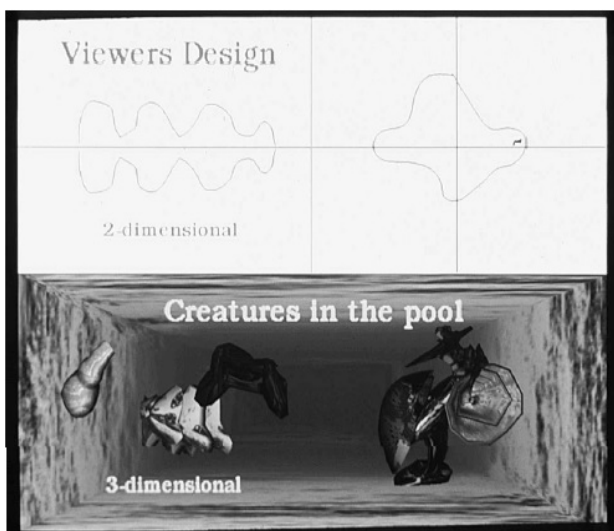 Viewers Design
2-dimensional
Creatures in the pool
3-dimensional